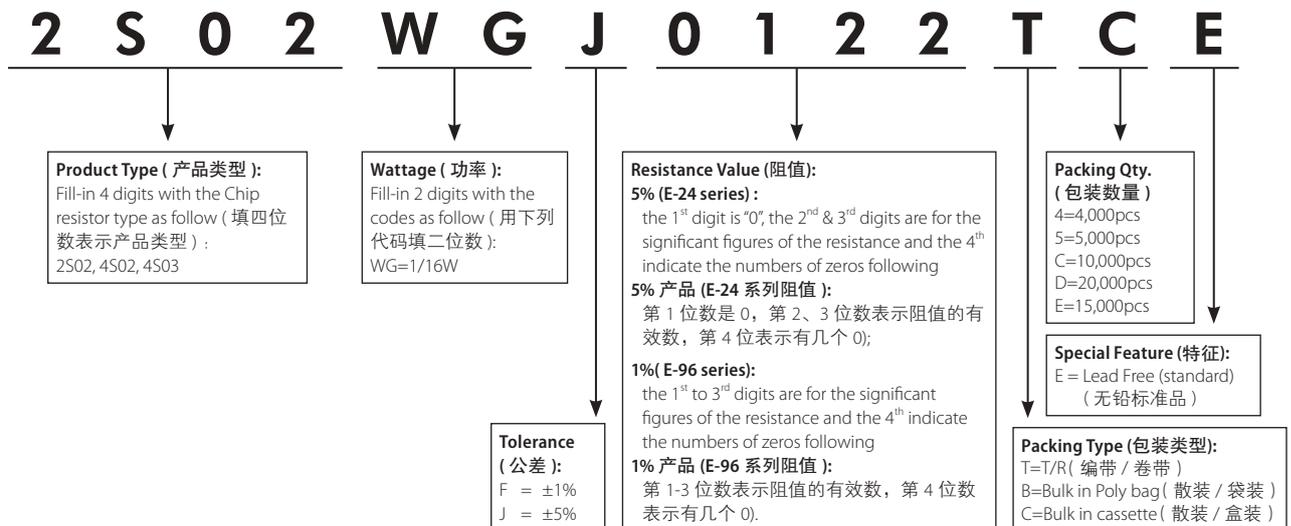 2 S 0 2 W G J 0 1 2 2 T C E
Product Type ( 产品类型 ):
Fill-in 4 digits with the Chip
resistor type as follow ( 填四位
数表示产品类型 ) :
2S02, 4S02, 4S03
Wattage ( 功率 ):
Fill-in 2 digits with the
codes as follow ( 用下列
代码填二位数 ):
WG=1/16W
Tolerance
( 公差 ):
F = ±1%
J = ±5%
Resistance Value (阻值):
5% (E-24 series) :
the 1st digit is “0”, the 2nd & 3rd digits are for the
significant figures of the resistance and the 4th
indicate the numbers of zeros following
5% 产品 (E-24 系列阻值 ):
第 1 位数是 0，第 2、3 位数表示阻值的有
效数，第 4 位表示有几个 0);
1%( E-96 series):
the 1st to 3rd digits are for the significant
figures of the resistance and the 4th indicate
the numbers of zeros following
1% 产品 (E-96 系列阻值 ):
第 1-3 位数表示阻值的有效数，第 4 位数
表示有几个 0).
Packing Qty.
( 包装数量 )
4=4,000pcs
5=5,000pcs
C=10,000pcs
D=20,000pcs
E=15,000pcs
Special Feature (特征):
E = Lead Free (standard)
( 无铅标准品 )
Packing Type (包装类型):
T=T/R( 编带 / 卷带 )
B=Bulk in Poly bag( 散装 / 袋装 )
C=Bulk in cassette( 散装 / 盒装 )